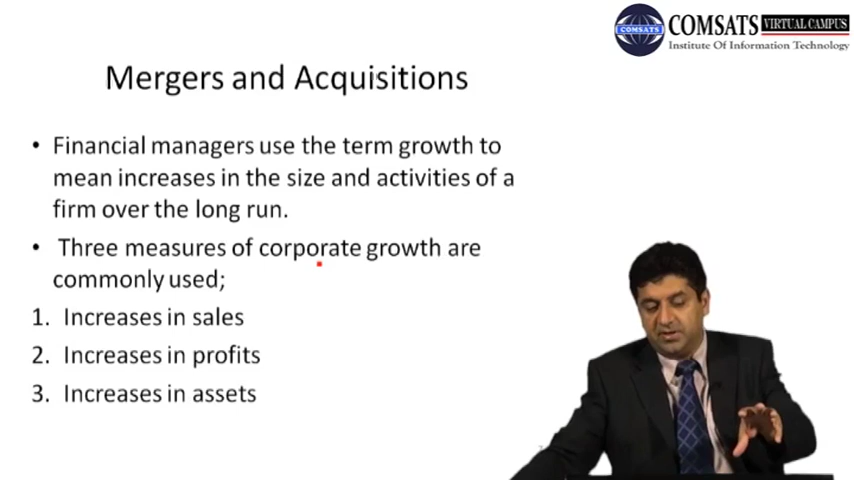 COMSATS VIRTUAL CAMPUS
COMSATS
Institute Of Information Technology
Mergers and Acquisitions
• Financial managers use the term growth to
mean increases in the size and activities of a
firm over the long run.
• Three measures of corporate growth are
commonly used;
1. Increases in sales
2. Increases in profits
3. Increases in assets